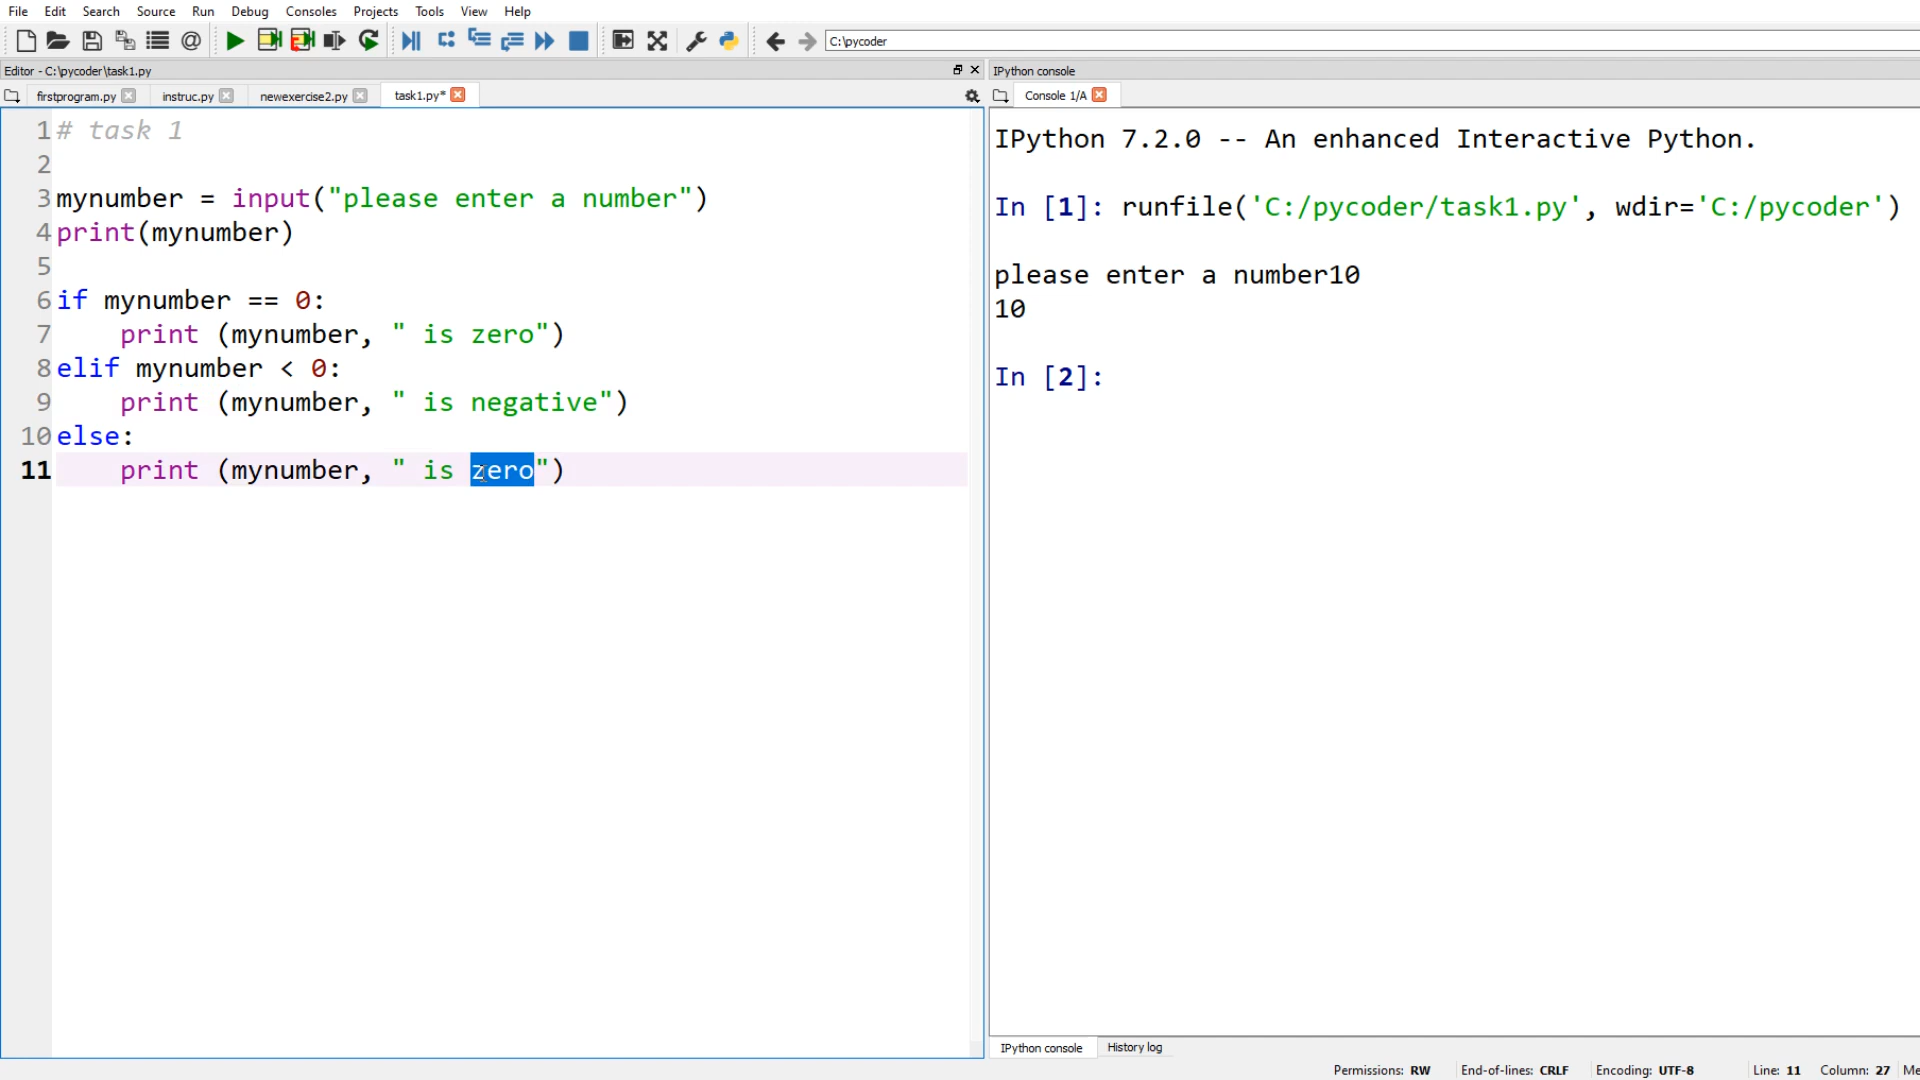 File Edit Search Source Run Debug Consoles Projects Tools View Help
C:\pycoder
Editor - C:\pycoder\task1.py
IPython console
firstprogram.py instruc.py newexercise2.py task1.py*
Console 1/A
1 # task 1
2
3 mynumber = input("please enter a number")
4 print(mynumber)
5
6 if mynumber == 0:
7     print (mynumber, " is zero")
8 elif mynumber < 0:
9     print (mynumber, " is negative")
10 else:
11     print (mynumber, " is zero")
IPython 7.2.0 -- An enhanced Interactive Python.
In [1]: runfile('C:/pycoder/task1.py', wdir='C:/pycoder')
please enter a number10
10
In [2]:
IPython console History log
Permissions: RW End-of-lines: CRLF Encoding: UTF-8 Line: 11 Column: 27 Me